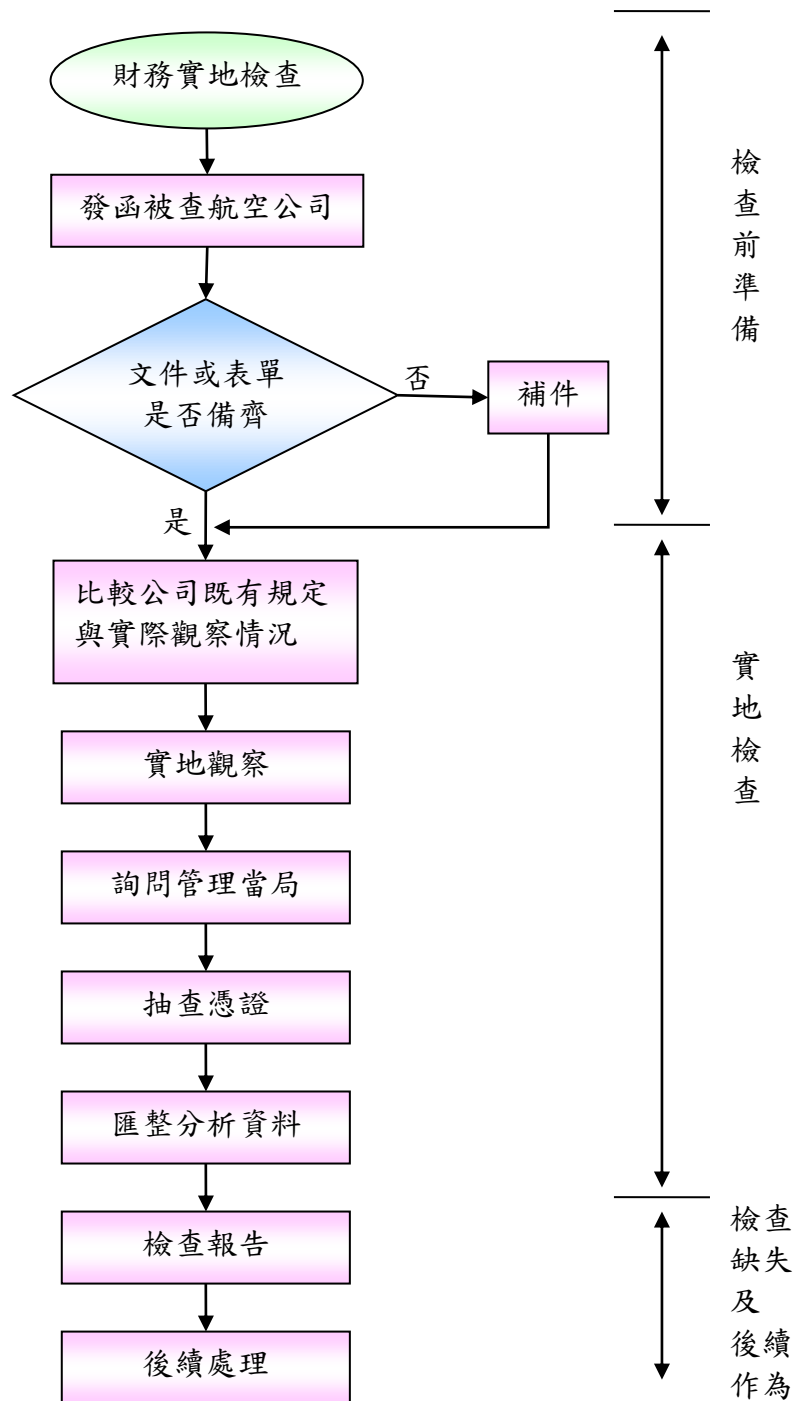 財務實地檢查
發函被查航空公司
文件或表單
是否備齊
否
補件
是
比較公司既有規定
與實際觀察情況
實地觀察
詢問管理當局
抽查憑證
匯整分析資料
檢查報告
後續處理
檢
查
前
準
備
實
地
檢
查
檢查
缺失
及
後續
作為